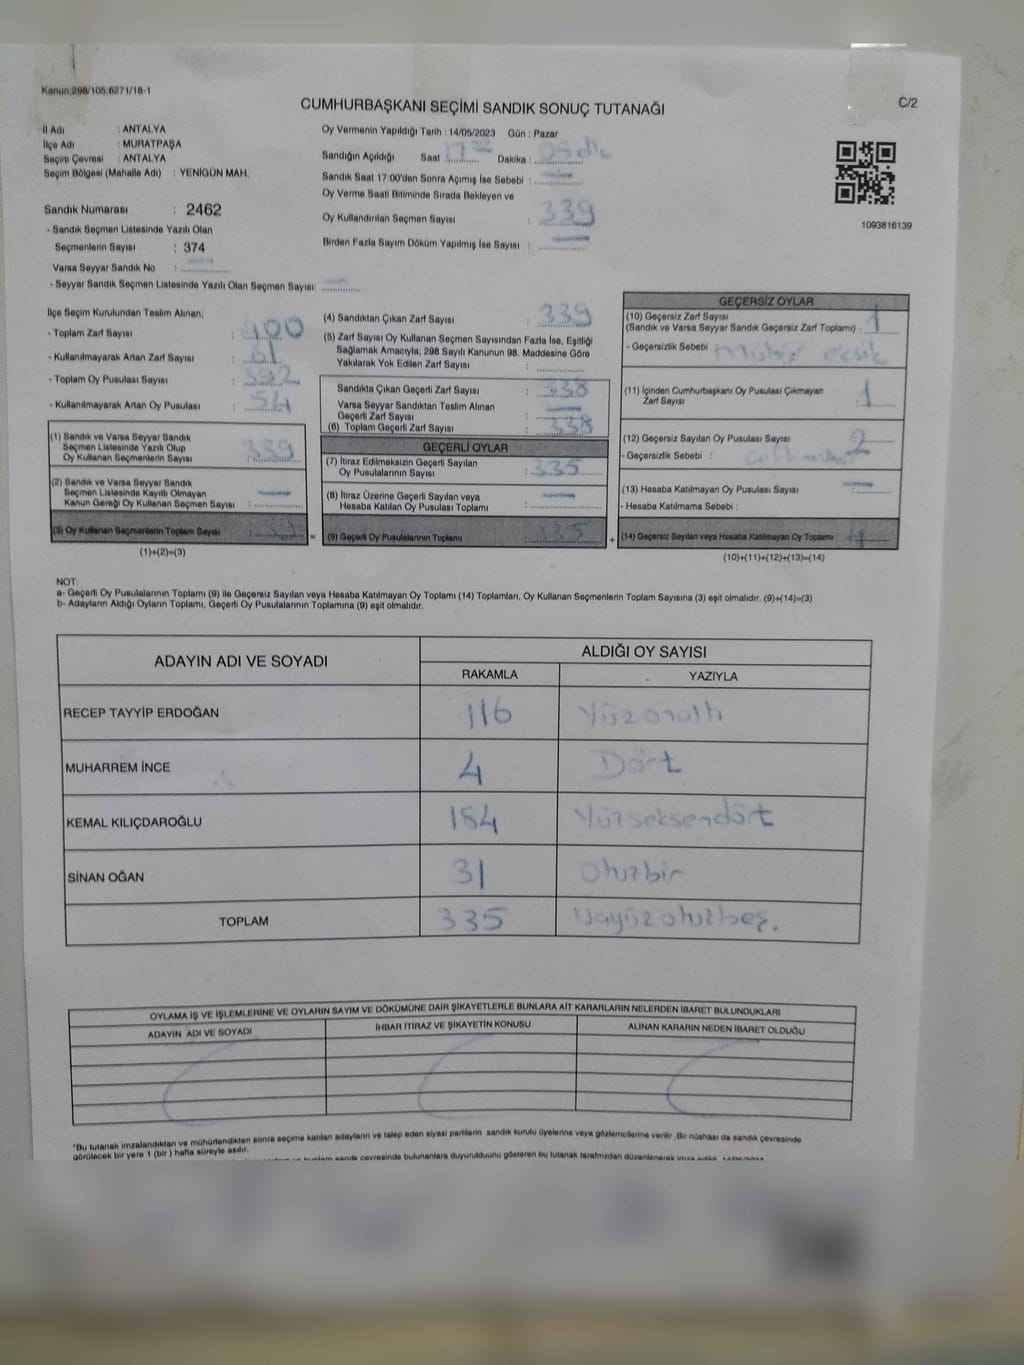 Kanun:298/105;6271/18-1
CUMHURBAŞKANI SEÇİMİ SANDIK SONUÇ TUTANAĞI
C/2
İl Adı : ANTALYA
İlçe Adı : MURATPAŞA
Seçim Çevresi : ANTALYA
Seçim Bölgesi (Mahalle Adı) : YENİGÜN MAH.
Sandık Numarası : 2462
- Sandık Seçmen Listesinde Yazılı Olan
Seçmenlerin Sayısı : 374
Varsa Seyyar Sandık No :
- Seyyar Sandık Seçmen Listesinde Yazılı Olan Seçmen Sayısı:
Oy Vermenin Yapıldığı Tarih : 14/05/2023 Gün : Pazar
Sandığın Açıldığı Saat : 17 Dakika :
Sandık Saat 17:00'den Sonra Açılmış İse Sebebi :
Oy Verme Saati Bitiminde Sırada Bekleyen ve
Oy Kullandırılan Seçmen Sayısı : 339
Birden Fazla Sayım Döküm Yapılmış İse Sayısı :
1093816139
İlçe Seçim Kurulundan Teslim Alınan;
- Toplam Zarf Sayısı : 400
- Kullanılmayarak Artan Zarf Sayısı : 61
- Toplam Oy Pusulası Sayısı : 392
- Kullanılmayarak Artan Oy Pusulası : 54
(1) Sandık ve Varsa Seyyar Sandık
Seçmen Listesinde Yazılı Olup
Oy Kullanan Seçmenlerin Sayısı : 339
(2) Sandık ve Varsa Seyyar Sandık
Seçmen Listesinde Kayıtlı Olmayan
Kanun Gereği Oy Kullanan Seçmen Sayısı :
(3) Oy Kullanan Seçmenlerin Toplam Sayısı :
(1)+(2)=(3)
(4) Sandıktan Çıkan Zarf Sayısı : 339
(5) Zarf Sayısı Oy Kullanan Seçmen Sayısından Fazla İse, Eşitliği
Sağlamak Amacıyla; 298 Sayılı Kanunun 98. Maddesine Göre
Yakılarak Yok Edilen Zarf Sayısı :
Sandıkta Çıkan Geçerli Zarf Sayısı : 338
Varsa Seyyar Sandıktan Teslim Alınan
Geçerli Zarf Sayısı :
(6) Toplam Geçerli Zarf Sayısı : 338
GEÇERLİ OYLAR
(7) İtiraz Edilmeksizin Geçerli Sayılan
Oy Pusulalarının Sayısı : 335
(8) İtiraz Üzerine Geçerli Sayılan veya
Hesaba Katılan Oy Pusulası Toplamı :
= (9) Geçerli Oy Pusulalarının Toplamı : 335 +
GEÇERSİZ OYLAR
(10) Geçersiz Zarf Sayısı
(Sandık ve Varsa Seyyar Sandık Geçersiz Zarf Toplamı) : 1
- Geçersizlik Sebebi : Mühür eksik
(11) İçinden Cumhurbaşkanı Oy Pusulası Çıkmayan
Zarf Sayısı : 1
(12) Geçersiz Sayılan Oy Pusulası Sayısı : 2
- Geçersizlik Sebebi :
(13) Hesaba Katılmayan Oy Pusulası Sayısı :
- Hesaba Katılmama Sebebi :
(14) Geçersiz Sayılan veya Hesaba Katılmayan Oy Toplamı :
(10)+(11)+(12)+(13)=(14)
NOT:
a- Geçerli Oy Pusulalarının Toplamı (9) ile Geçersiz Sayılan veya Hesaba Katılmayan Oy Toplamı (14) Toplamları, Oy Kullanan Seçmenlerin Toplam Sayısına (3) eşit olmalıdır. (9)+(14)=(3)
b- Adayların Aldığı Oyların Toplamı, Geçerli Oy Pusulalarının Toplamına (9) eşit olmalıdır.
ADAYIN ADI VE SOYADI
ALDIĞI OY SAYISI
RAKAMLA YAZIYLA
RECEP TAYYİP ERDOĞAN 116 Yüzonaltı
MUHARREM İNCE 4 Dört
KEMAL KILIÇDAROĞLU 184 Yüzseksendört
SİNAN OĞAN 31 Otuzbir
TOPLAM 335 Üçyüzotuzbeş.
OYLAMA İŞ VE İŞLEMLERİNE VE OYLARIN SAYIM VE DÖKÜMÜNE DAİR ŞİKAYETLERLE BUNLARA AİT KARARLARIN NELERDEN İBARET BULUNDUKLARI
ADAYIN ADI VE SOYADI İHBAR İTİRAZ VE ŞİKAYETİN KONUSU ALINAN KARARIN NEDEN İBARET OLDUĞU
*Bu tutanak imzalandıktan ve mühürlendikten sonra seçime katılan adayların ve talep eden siyasi partilerin sandık kurulu üyelerine veya gözlemcilerine verilir. Bir nüshası da sandık çevresinde
görülecek bir yere 1 (bir) hafta süreyle asılır.
sandık çevresinde bulunanlara duyurulduğunu gösteren bu tutanak tarafımızdan düzenlenerek